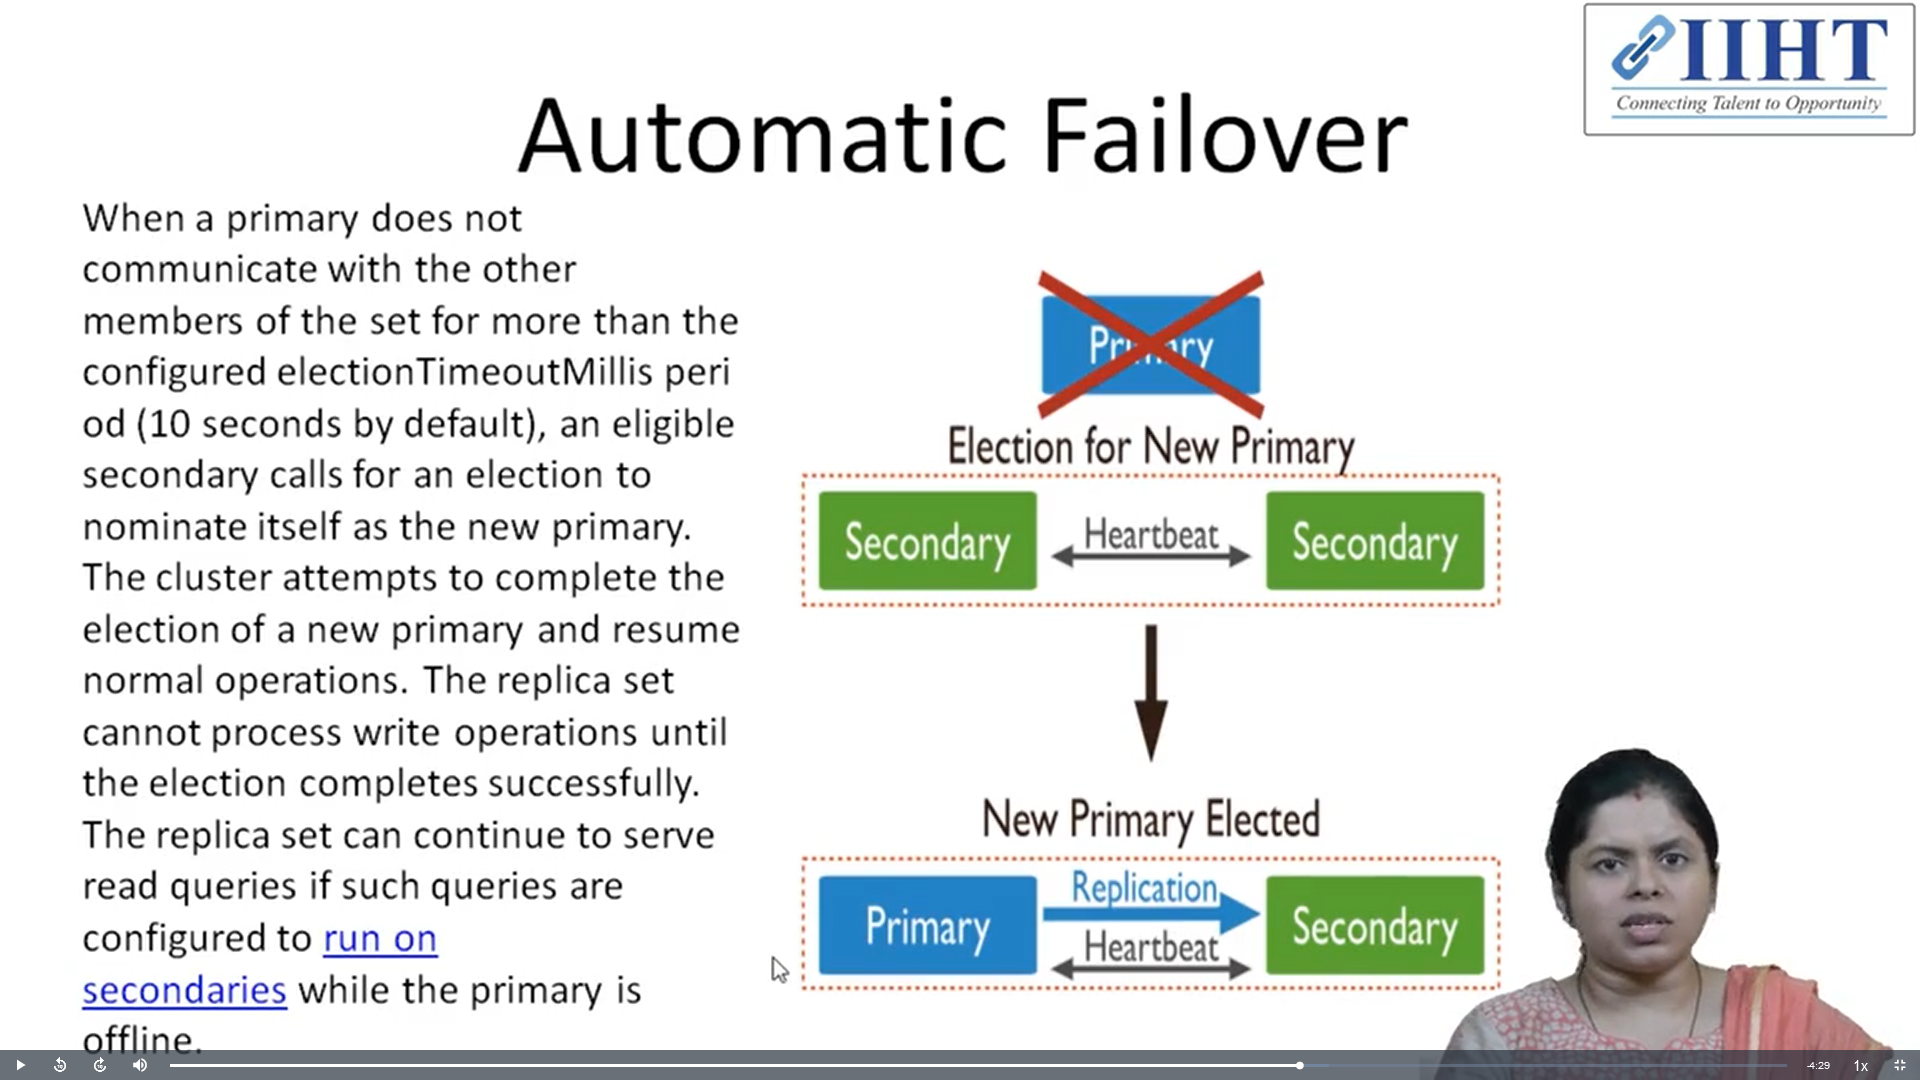 IIHT
Connecting Talent to Opportunity
Automatic Failover
When a primary does not
communicate with the other
members of the set for more than the
configured electionTimeoutMillis peri
od (10 seconds by default), an eligible
secondary calls for an election to
nominate itself as the new primary.
The cluster attempts to complete the
election of a new primary and resume
normal operations. The replica set
cannot process write operations until
the election completes successfully.
The replica set can continue to serve
read queries if such queries are
configured to run on
secondaries while the primary is
offline.
Primary
Election for New Primary
Secondary
Heartbeat
Secondary
New Primary Elected
Primary
Replication
Heartbeat
Secondary
-4:29
1x